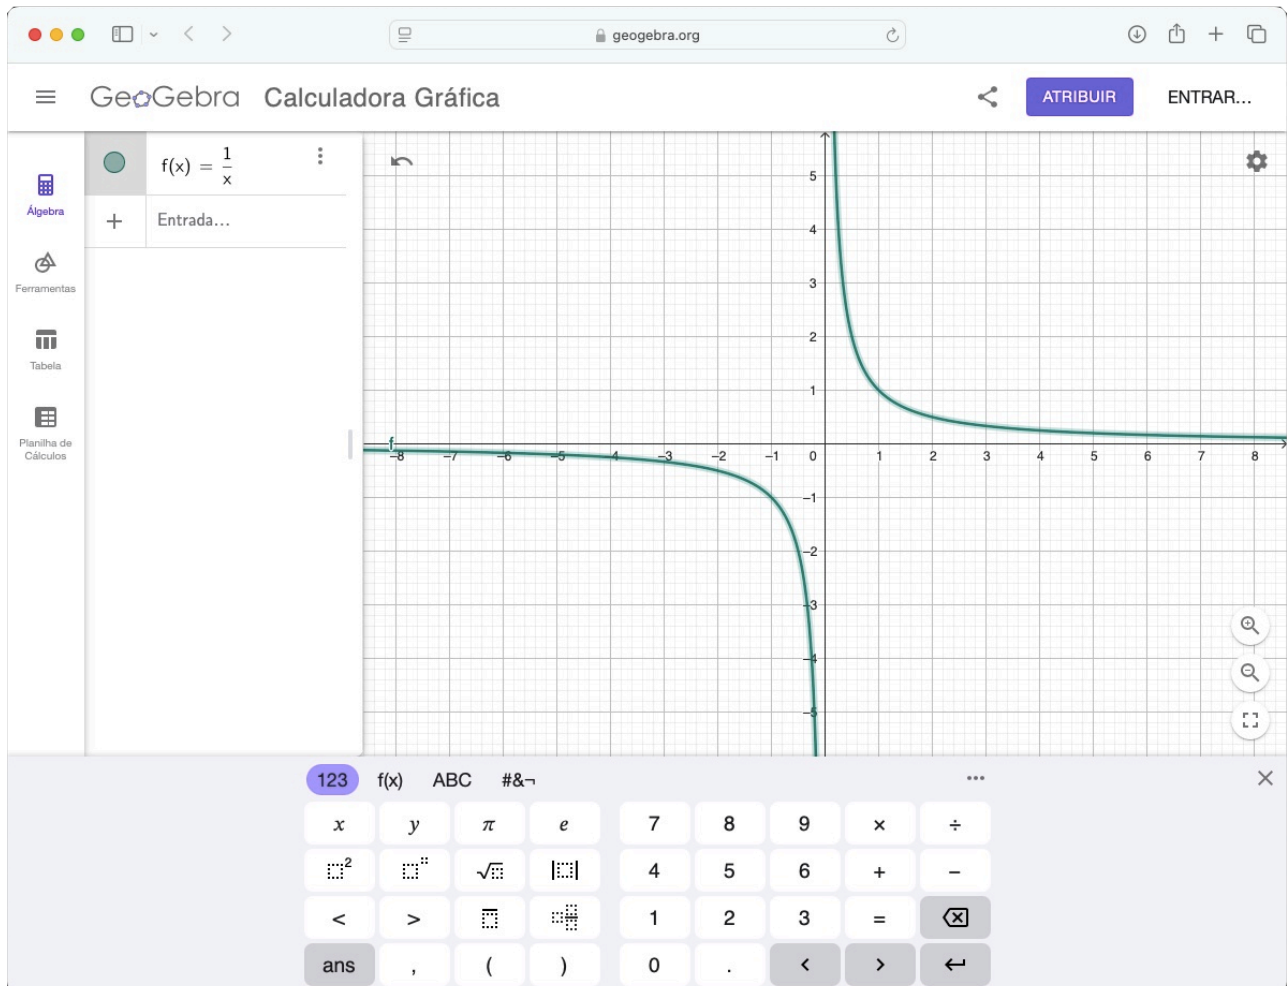 geogebra.org
GeoGebra Calculadora Gráfica
ATRIBUIR
ENTRAR...
Álgebra
Ferramentas
Tabela
Planilha de
Cálculos
f(x) = 1/x
+ Entrada...
5
4
3
2
1
f
−8 −7 −6 −5 −4 −3 −2 −1 0 1 2 3 4 5 6 7 8
−1
−2
−3
−4
−5
123 f(x) ABC #&¬
x y π e 7 8 9 × ÷
2 √ 4 5 6 + −
< > 1 2 3 =
ans , ( ) 0 . < >